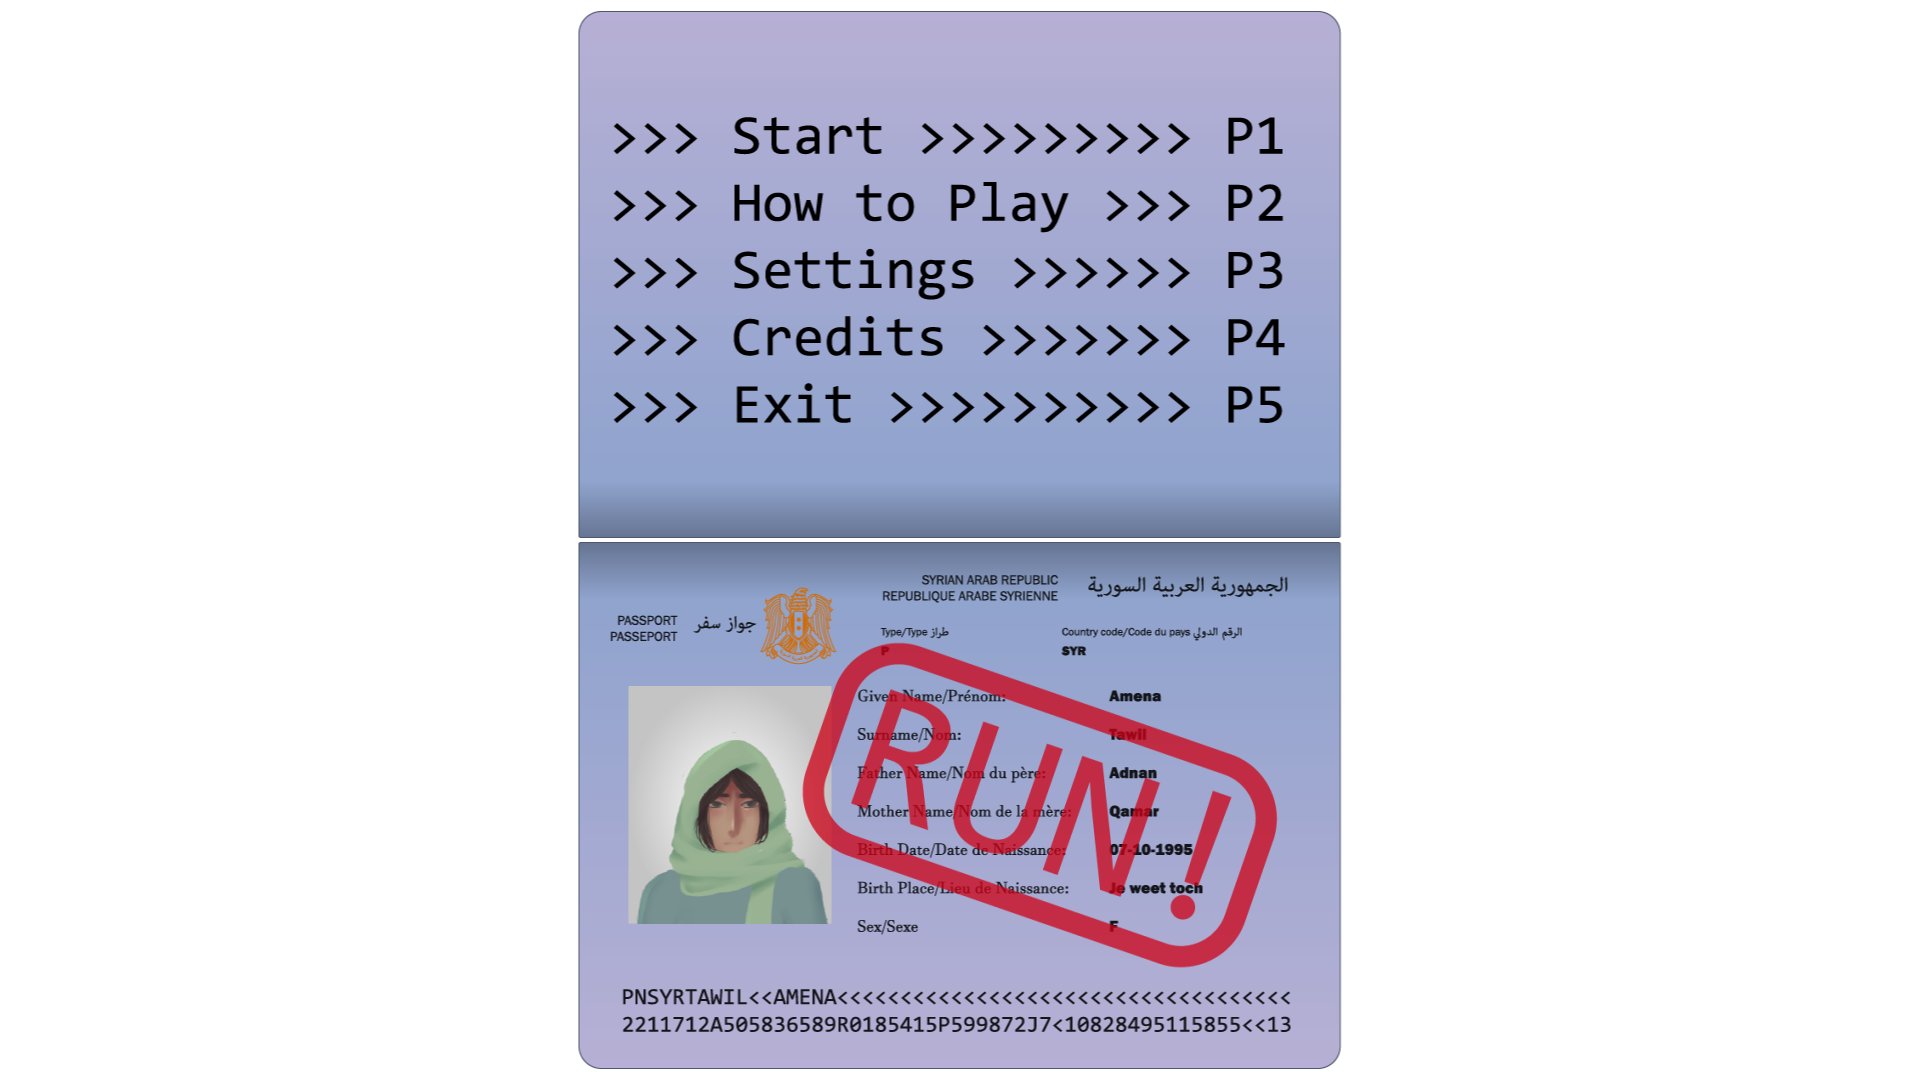 >>> Start >>>>>>>>> P1
>>> How to Play >>> P2
>>> Settings >>>>>> P3
>>> Credits >>>>>>> P4
>>> Exit >>>>>>>>>> P5
SYRIAN ARAB REPUBLIC الجمهورية العربية السورية
REPUBLIQUE ARABE SYRIENNE
PASSPORT جواز سفر
PASSEPORT
Type/Type طراز Country code/Code du pays الرقم الدولي
P SYR
Given Name/Prénom: Amena
Surname/Nom: Tawil
Father Name/Nom du père: Adnan
Mother Name/Nom de la mère: Qamar
Birth Date/Date de Naissance: 07-10-1995
Birth Place/Lieu de Naissance: Je weet toch
Sex/Sexe F
RUN!
PNSYRTAWIL<<AMENA<<<<<<<<<<<<<<<<<<<<<<<<<<<<<<<<<<<<
2211712A505836589R0185415P599872J7<10828495115855<<13